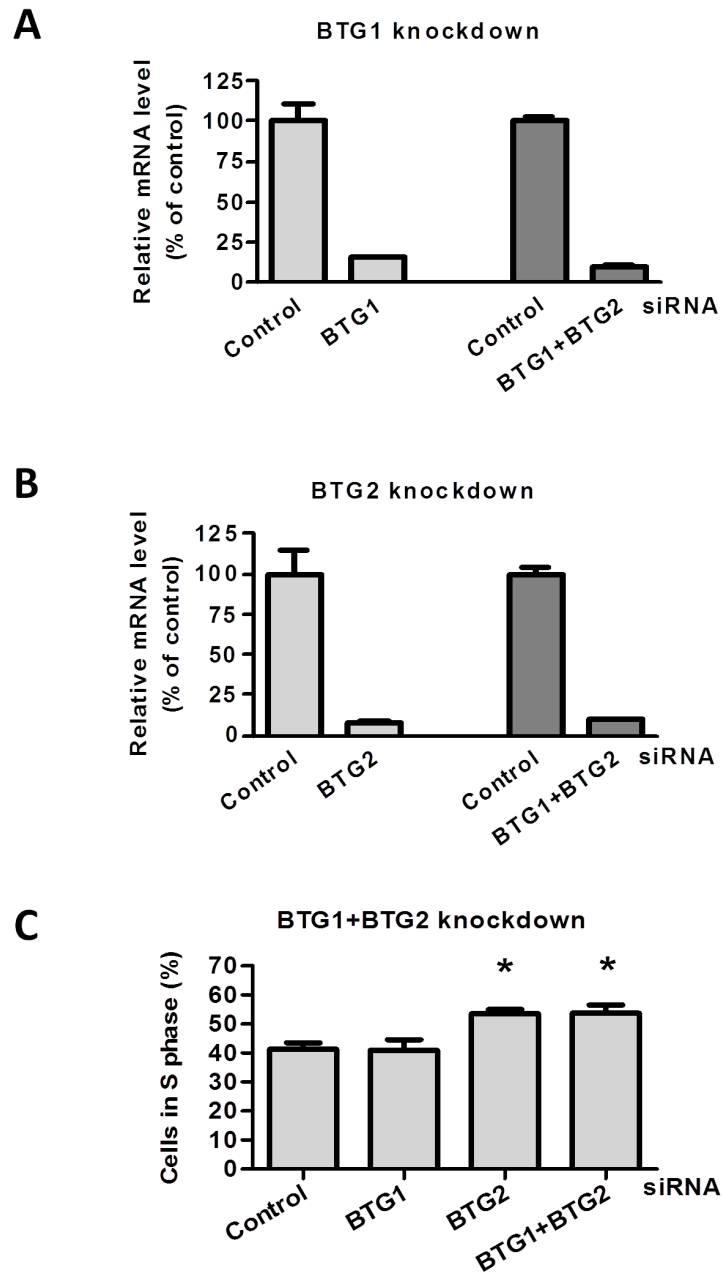 A
BTG1 knockdown
Relative mRNA level
(% of control)
125
100
75
50
25
0
Control
BTG1
Control
BTG1+BTG2
siRNA
B
BTG2 knockdown
Relative mRNA level
(% of control)
125
100
75
50
25
0
Control
BTG2
Control
BTG1+BTG2
siRNA
C
BTG1+BTG2 knockdown
Cells in S phase (%)
70
60
50
40
30
20
10
0
* *
Control
BTG1
BTG2
BTG1+BTG2
siRNA